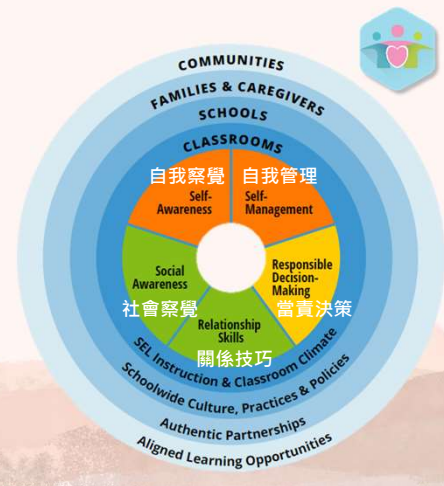 COMMUNITIES
FAMILIES & CAREGIVERS
SCHOOLS
CLASSROOMS
自我察覺
Self-
Awareness
自我管理
Self-
Management
Social
Awareness
社會察覺
Responsible
Decision-
Making
當責決策
Relationship
Skills
關係技巧
SEL Instruction & Classroom Climate
Schoolwide Culture, Practices & Policies
Authentic Partnerships
Aligned Learning Opportunities